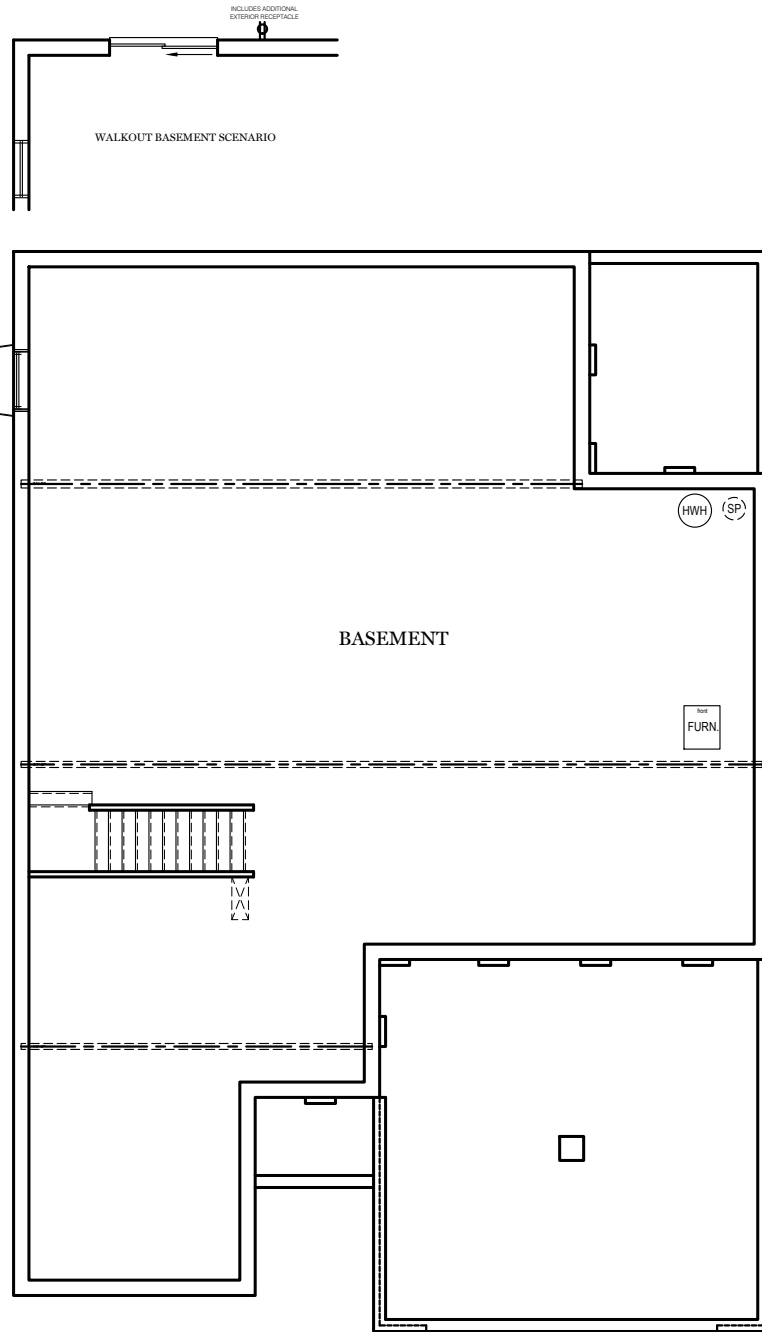 INCLUDES ADDITIONAL
EXTERIOR RECEPTACLE
WALKOUT BASEMENT SCENARIO
HWH
SP
BASEMENT
front
FURN.